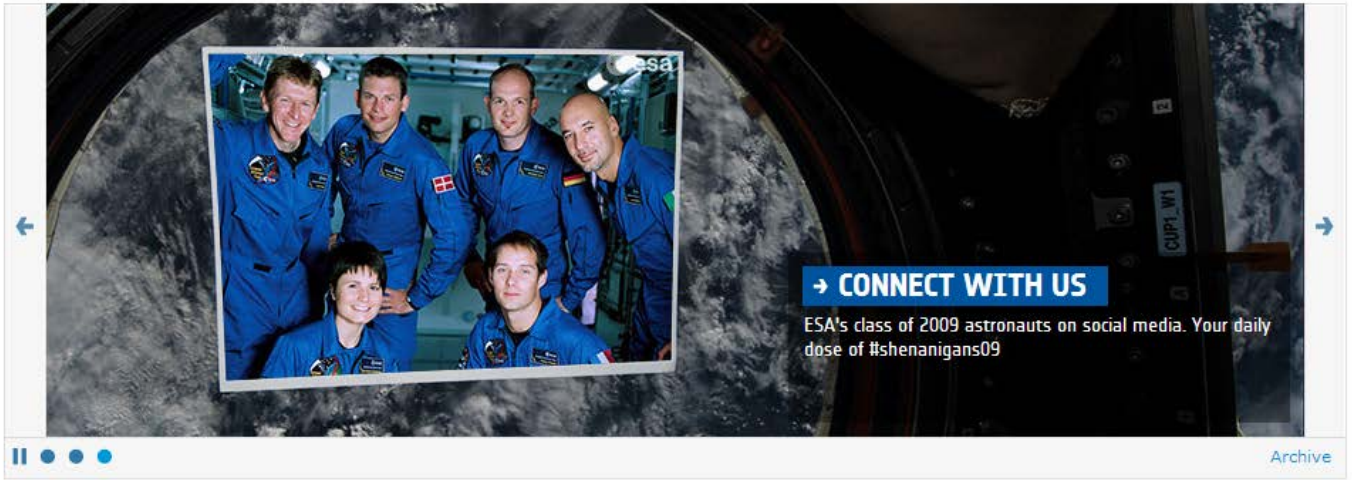 esa
CUP1_W1
→ CONNECT WITH US
ESA's class of 2009 astronauts on social media. Your daily
dose of #shenanigans09
Archive